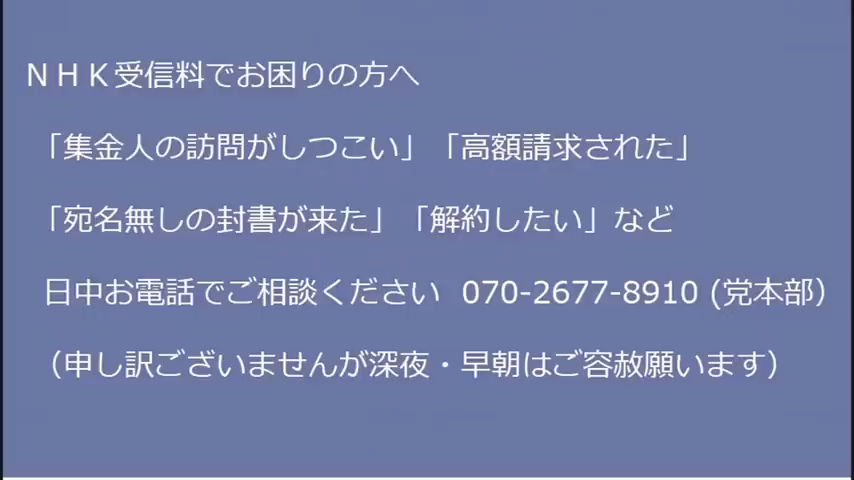 ＮＨＫ受信料でお困りの方へ
「集金人の訪問がしつこい」「高額請求された」
「宛名無しの封書が来た」「解約したい」など
日中お電話でご相談ください 070-2677-8910 (党本部）
（申し訳ございませんが深夜・早朝はご容赦願います）